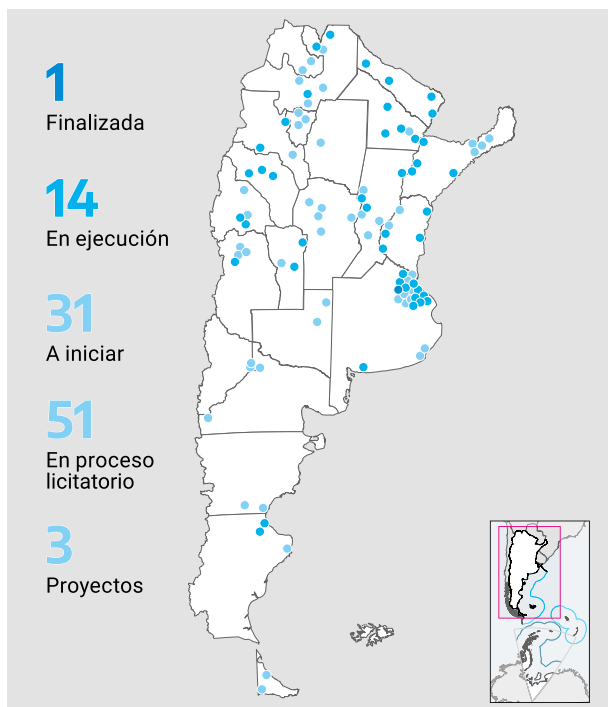 1
Finalizada
14
En ejecución
31
A iniciar
51
En proceso
licitatorio
3
Proyectos